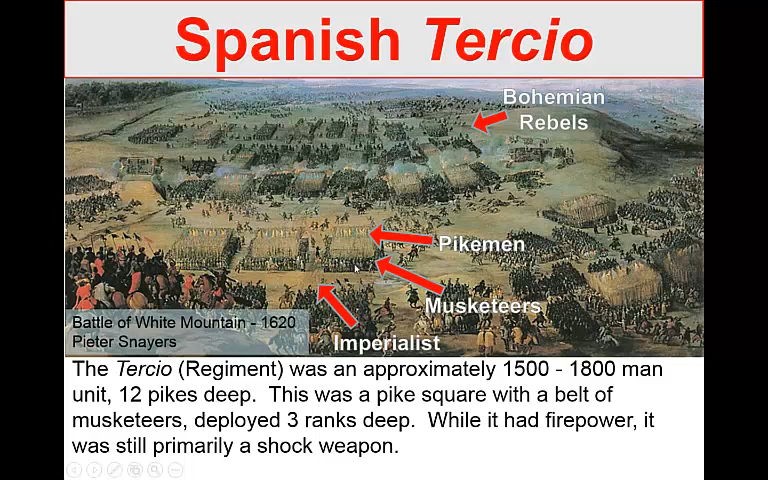 Spanish Tercio
Bohemian
Rebels
Pikemen
Musketeers
Imperialist
Battle of White Mountain - 1620
Pieter Snayers
The Tercio (Regiment) was an approximately 1500 - 1800 man
unit, 12 pikes deep.  This was a pike square with a belt of
musketeers, deployed 3 ranks deep.  While it had firepower, it
was still primarily a shock weapon.